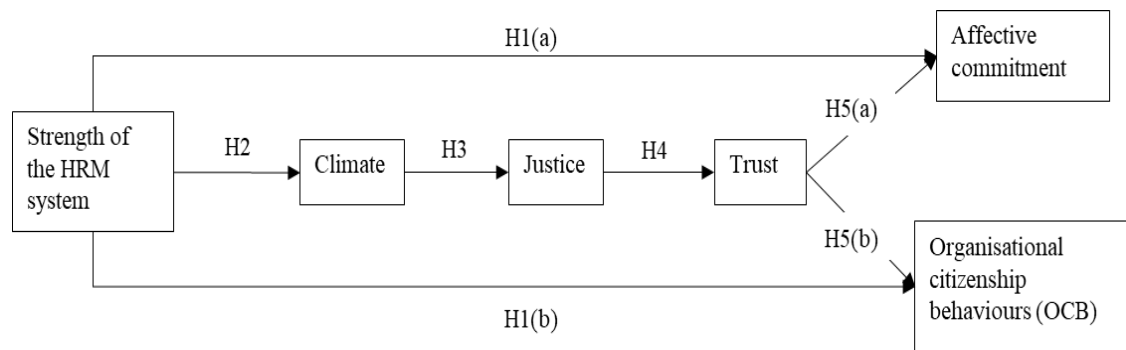 H1(a)
Affective
commitment
Strength of
the HRM
system
H2
Climate
H3
Justice
H4
Trust
H5(a)
H5(b)
Organisational
citizenship
behaviours (OCB)
H1(b)